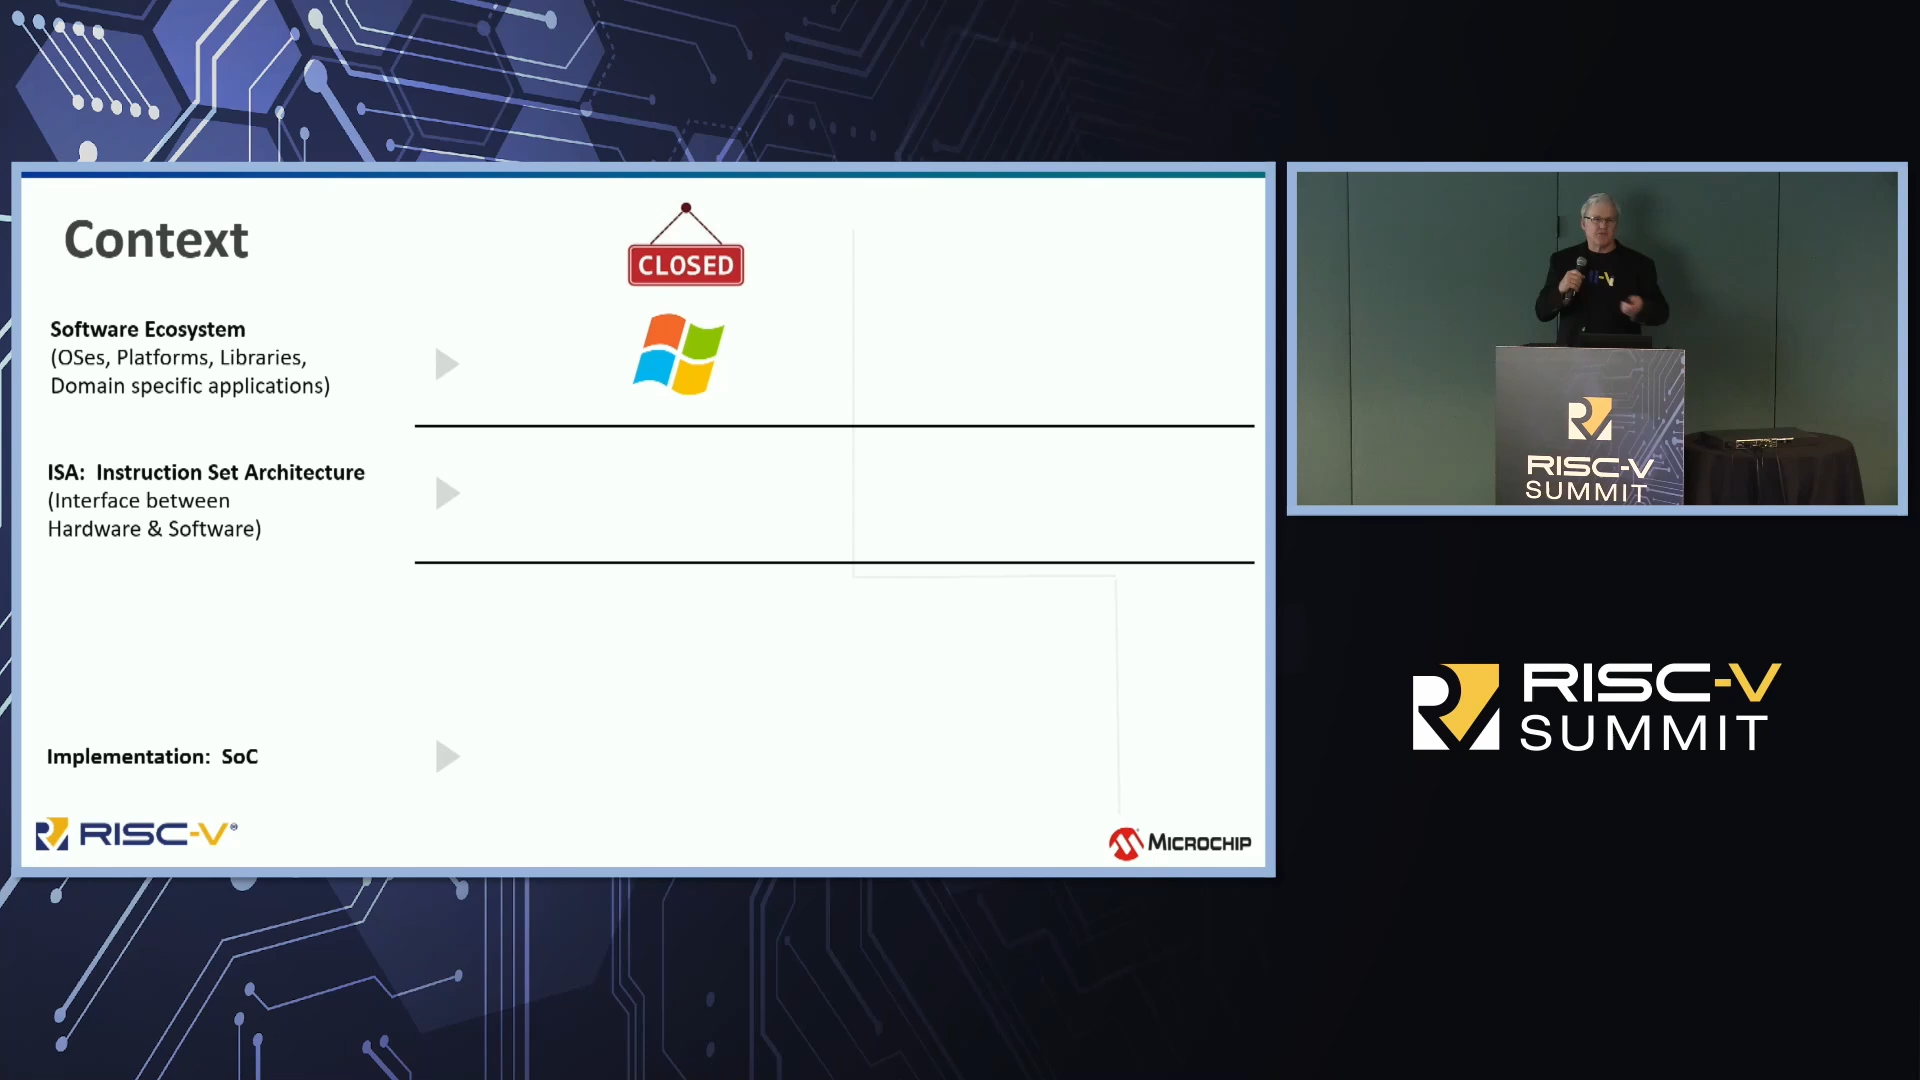 Context
CLOSED
Software Ecosystem
(OSes, Platforms, Libraries,
Domain specific applications)
ISA: Instruction Set Architecture
(Interface between
Hardware & Software)
Implementation: SoC
RISC-V®
MICROCHIP
-V
RISC-V
SUMMIT
RISC-V
SUMMIT